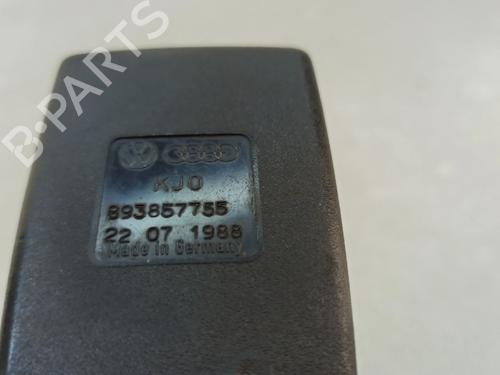 B-PARTS
KJO
893857755
22 07 1988
Made in Germany